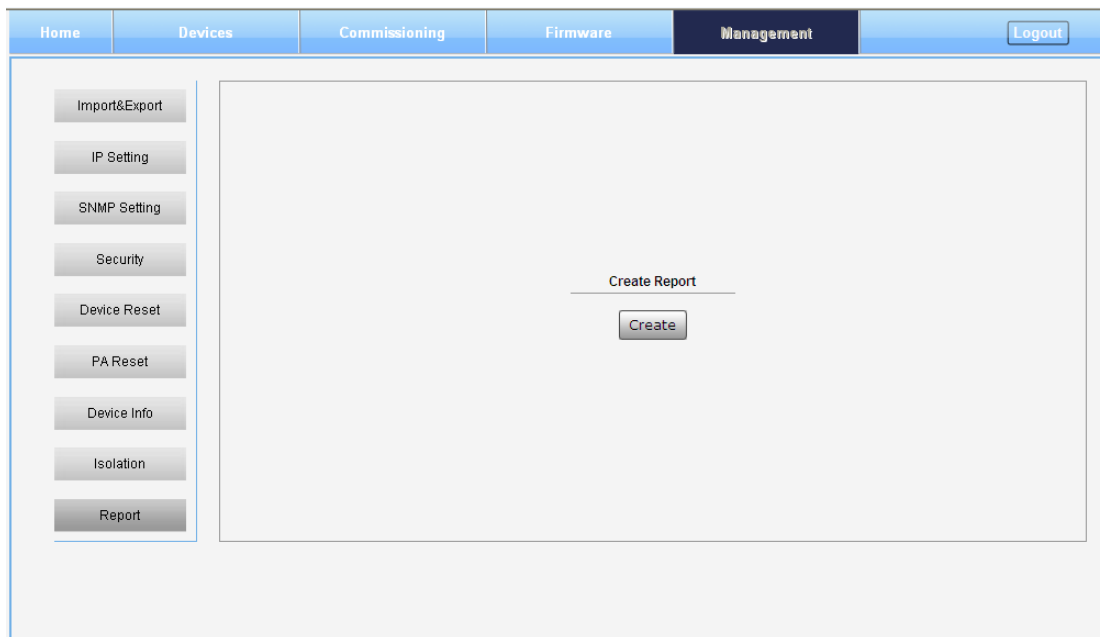 Home Devices Commissioning Firmware Management Logout
Import&Export
IP Setting
SNMP Setting
Security
Device Reset
PA Reset
Device Info
Isolation
Report
Create Report
Create